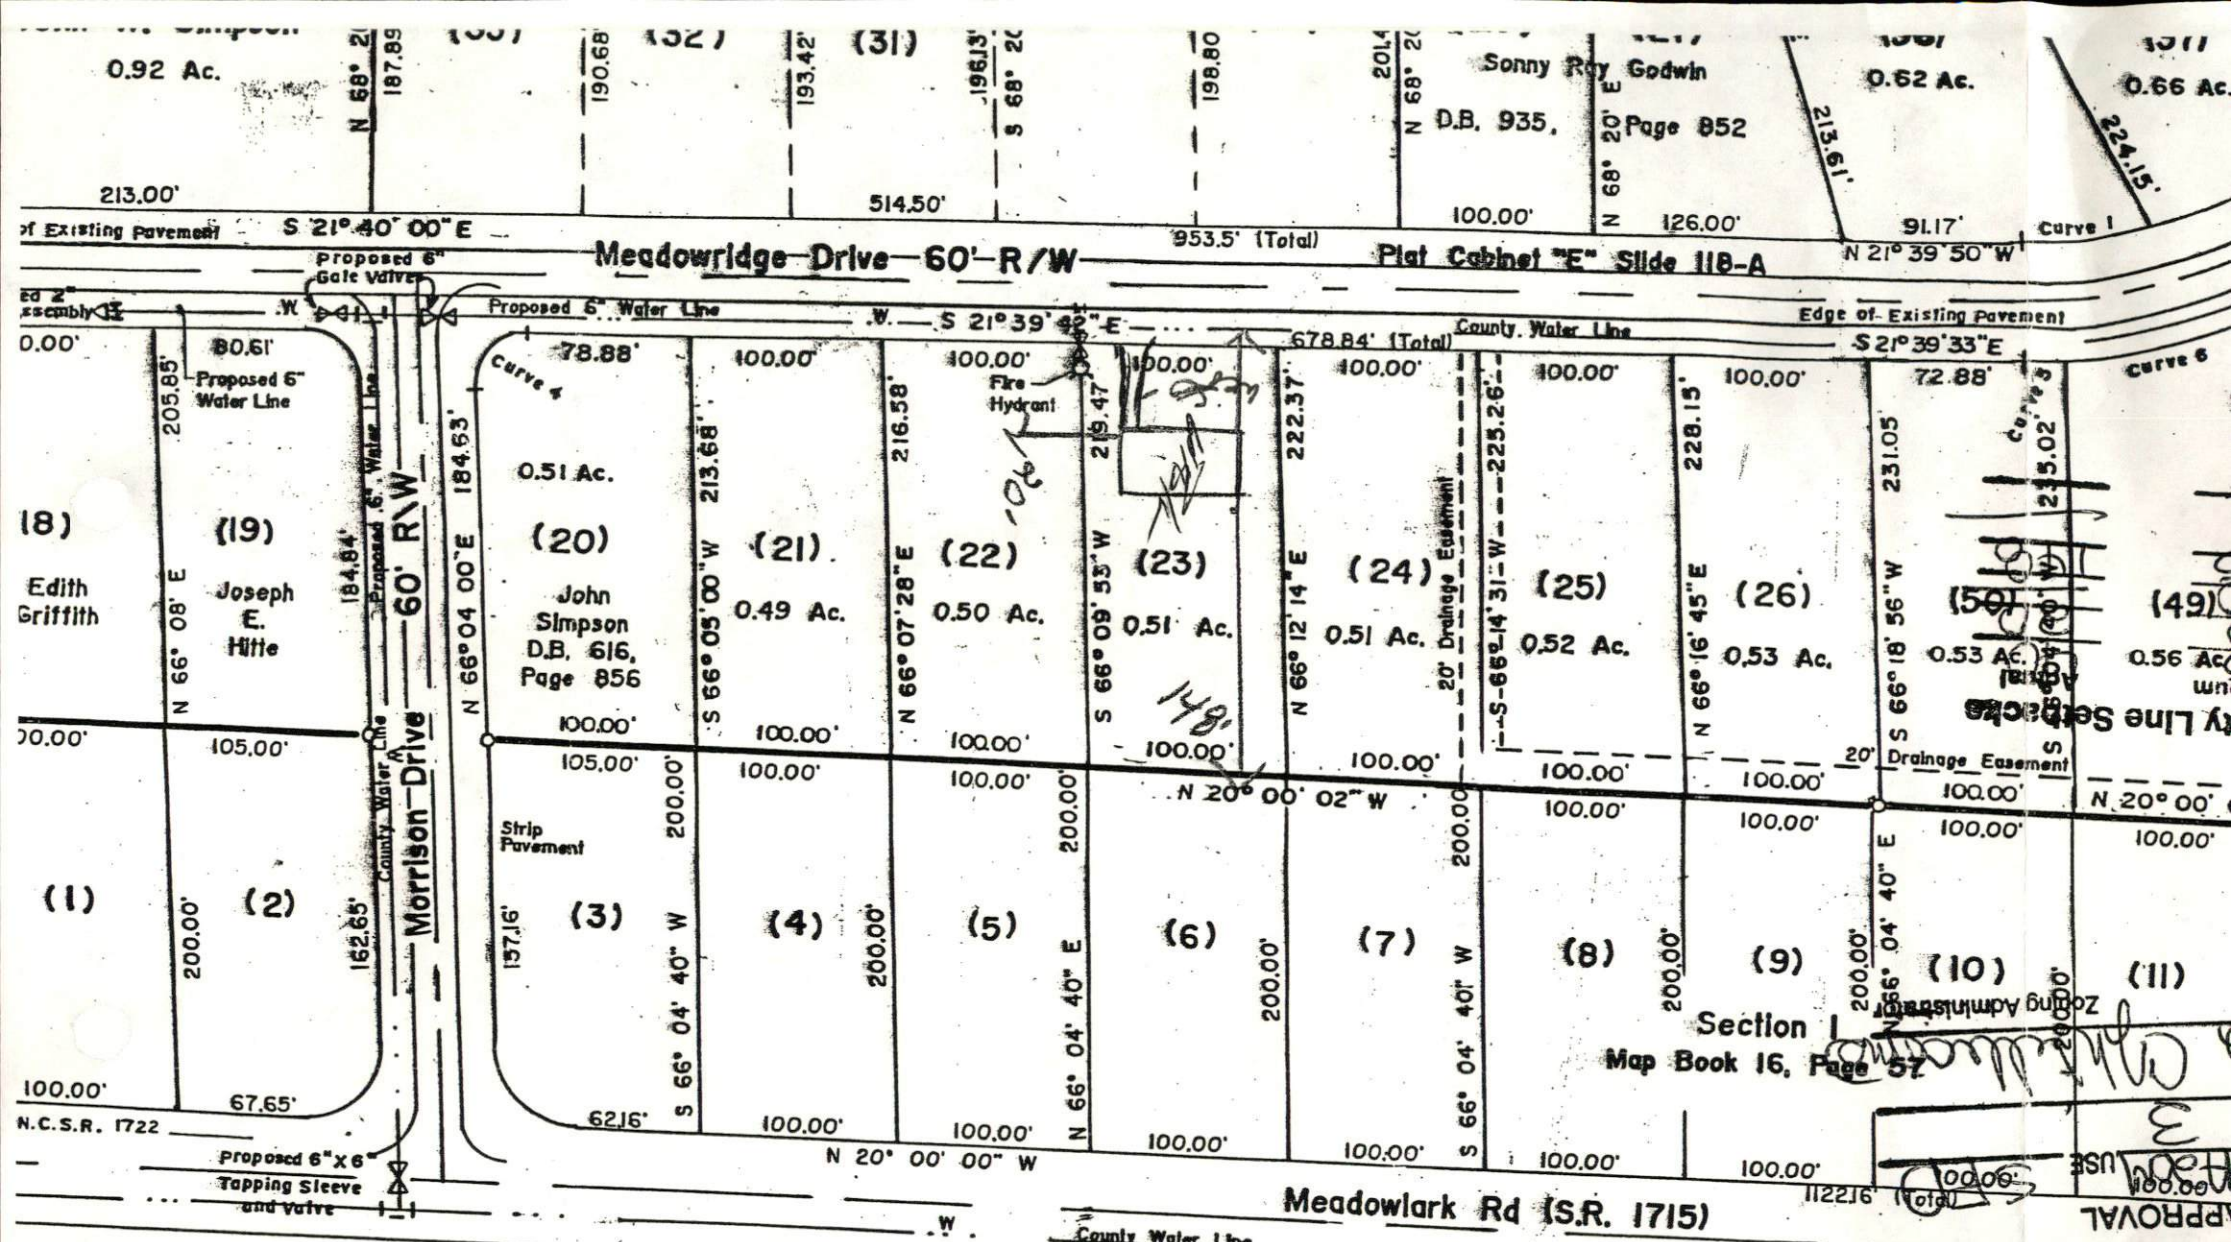 0.92 Ac.
N 68° 2
187.89
190.68'
(32)
193.42'
(31)
196.13'
S 68° 20
198.80
201.4
N 68° 20
Sonny Ray Godwin
D.B. 935, Page 852
N 68° 20' E
0.62 Ac.
213.61'
0.66 Ac.
224.15'
213.00'
514.50'
100.00'
126.00'
91.17'
Curve 1
of Existing Pavement
S 21° 40' 00" E
953.5' (Total)
N 21° 39' 50" W
Meadowridge Drive 60' R/W
Plat Cabinet "E" Slide 118-A
Proposed 6"
Gate Valves
ed 2"
ssembly
W
Proposed 6" Water Line
W
S 21° 39' 42" E
678.84' (Total)
County Water Line
Edge of Existing Pavement
S 21° 39' 33" E
Curve 6
0.00'
80.61'
78.88'
100.00'
100.00'
100.00'
100.00'
100.00'
100.00'
72.88'
Curve 4
Proposed 6"
Water Line
205.85'
Fire
Hydrant
184.63'
213.68'
216.58'
219.47'
222.37'
225.26'
228.15'
231.05
235.02'
0.51 Ac.
18)
(19)
(20)
(21)
(22)
(23)
(24)
(25)
(26)
(50)
(49)
Edith
Griffith
Joseph
E.
Hitte
John
Simpson
D.B. 616,
Page 856
0.49 Ac.
0.50 Ac.
0.51 Ac.
0.51 Ac.
0.52 Ac.
0.53 Ac.
0.53 Ac.
0.56 Ac
N 66° 08' E
184.84'
Proposed 6" Water Line
60' R\W
N 66° 04' 00" E
S 66° 05' 00" W
N 66° 07' 28" E
S 66° 09' 53" W
N 66° 12' 14" E
20' Drainage Easement
S 66° 14' 31" W
N 66° 16' 45" E
S 66° 18' 56" W
ty Line Setbacks
148'
00.00'
105.00'
100.00'
100.00'
100.00'
100.00'
100.00'
100.00'
20' Drainage Easement
County Water Line
W
Morrison Drive
105.00'
100.00'
100.00'
N 20° 00' 02" W
100.00'
100.00'
100.00'
N 20° 00'
100.00'
100.00'
100.00'
Strip
Pavement
200.00'
200.00'
200.00'
(1)
(2)
(3)
(4)
(5)
(6)
(7)
(8)
(9)
(10)
(11)
200.00'
162.65'
157.16'
S 66° 04' 40" W
200.00'
N 66° 04' 40" E
200.00'
S 66° 04' 40" W
200.00'
200.00'
N 66° 04' 40" E
200.00'
Zoning Administrator
Section 1
Map Book 16, Page 57
100.00'
67.65'
62.16'
100.00'
100.00'
100.00'
100.00'
100.00'
100.00'
N.C.S.R. 1722
N 20° 00' 00" W
1122.16' (Total)
USE
Proposed 6"X6"
Tapping Sleeve
and Valve
Meadowlark Rd (S.R. 1715)
W
County Water Line
APPROVAL